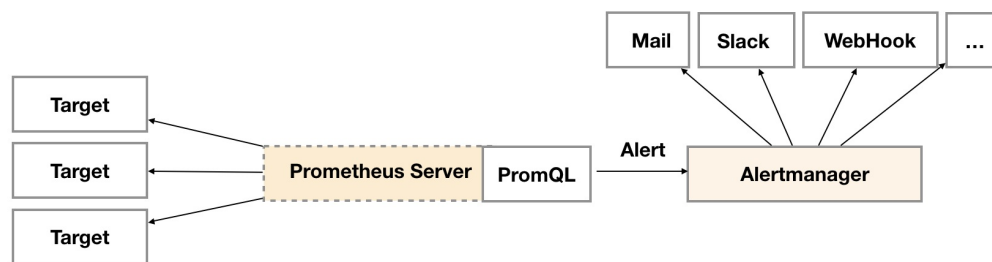 Mail
Slack
WebHook
...
Target
Target
Target
Prometheus Server
PromQL
Alert
Alertmanager